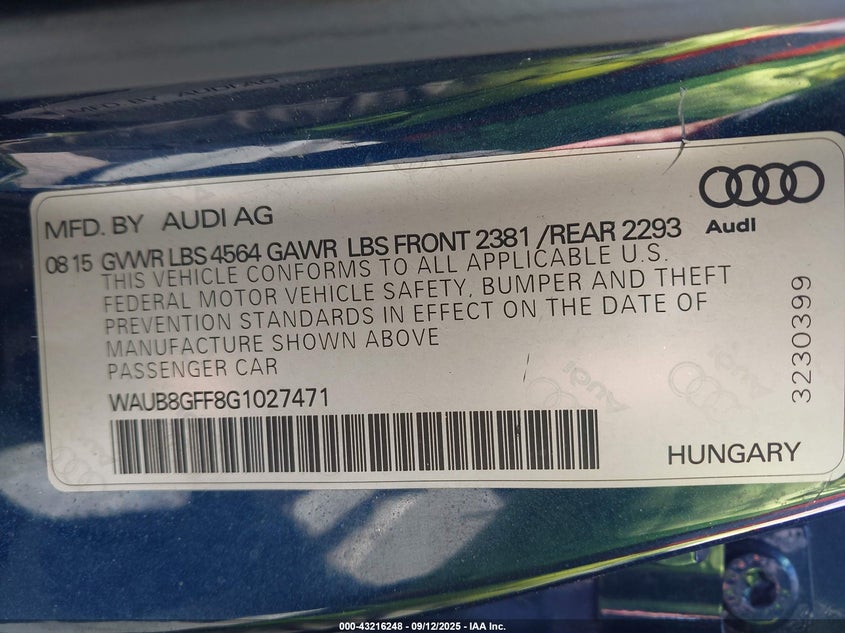 MFD. BY AUDI AG
Audi
08 15 GVWR LBS 4564 GAWR LBS FRONT 2381 /REAR 2293
THIS VEHICLE CONFORMS TO ALL APPLICABLE U.S.
FEDERAL MOTOR VEHICLE SAFETY, BUMPER AND THEFT
PREVENTION STANDARDS IN EFFECT ON THE DATE OF
MANUFACTURE SHOWN ABOVE
PASSENGER CAR
WAUB8GFF8G1027471
3230399
HUNGARY
000-43216248 - 09/12/2025 - IAA Inc.